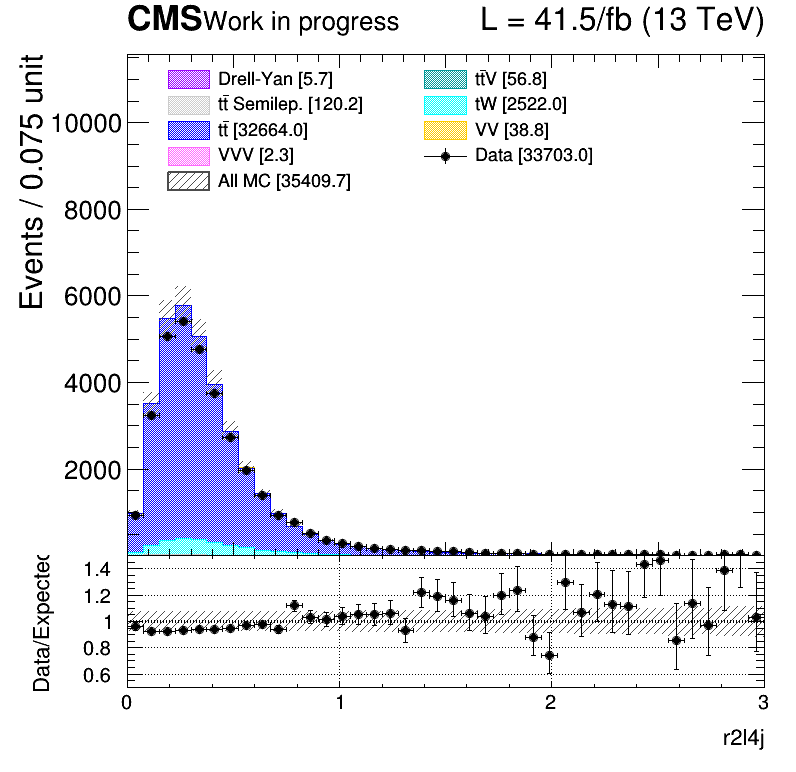 CMS Work in progress L = 41.5/fb (13 TeV)
Events / 0.075 unit
10000
8000
6000
4000
2000
Drell-Yan [5.7]
tt̄ Semilep. [120.2]
tt̄ [32664.0]
VVV [2.3]
All MC [35409.7]
tt̄V [56.8]
tW [2522.0]
VV [38.8]
Data [33703.0]
Data/Expected
1.4
1.2
1
0.8
0.6
0 1 2 3
r2l4j